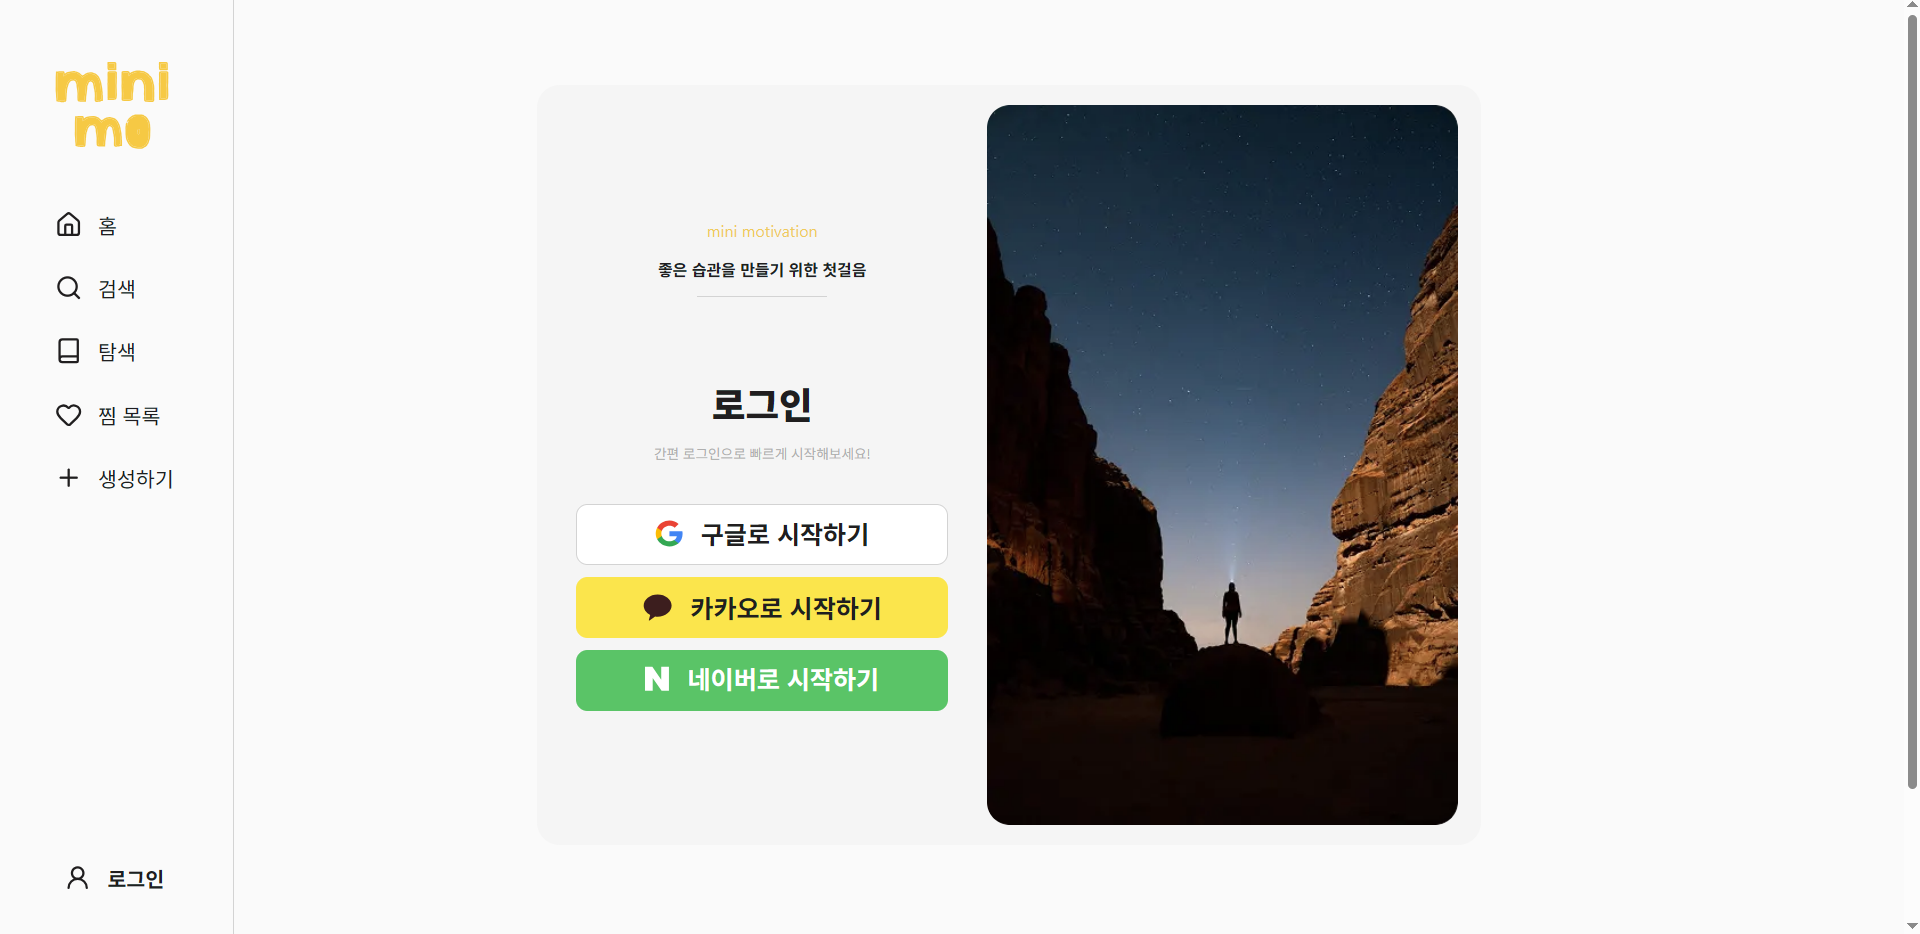 mini
mo
홈
검색
탐색
찜 목록
생성하기
로그인
mini motivation
좋은 습관을 만들기 위한 첫걸음
로그인
간편 로그인으로 빠르게 시작해보세요!
구글로 시작하기
카카오로 시작하기
N 네이버로 시작하기